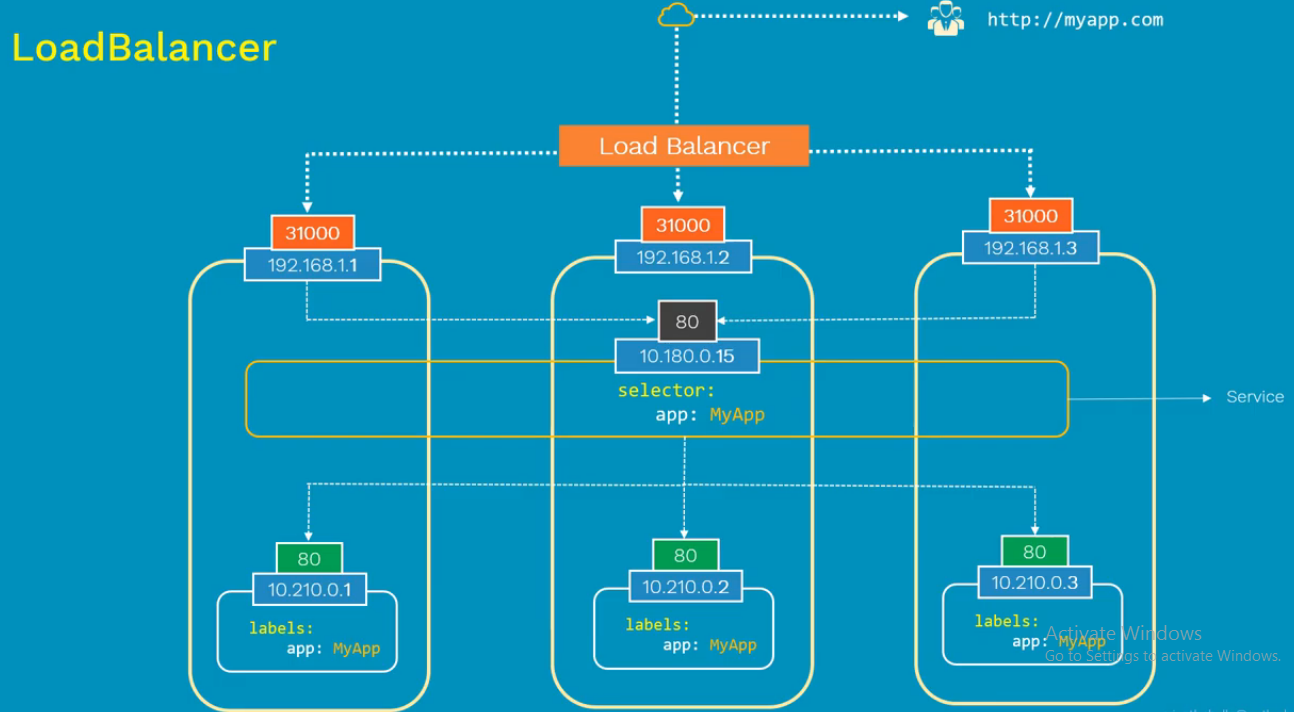 http://myapp.com
LoadBalancer
Load Balancer
31000
31000
31000
192.168.1.1
192.168.1.2
192.168.1.3
80
10.180.0.15
selector:
app: MyApp
Service
80
80
80
10.210.0.1
10.210.0.2
10.210.0.3
labels:
app: MyApp
labels:
app: MyApp
labels:
app: MyApp
Activate Windows
Go to Settings to activate Windows.